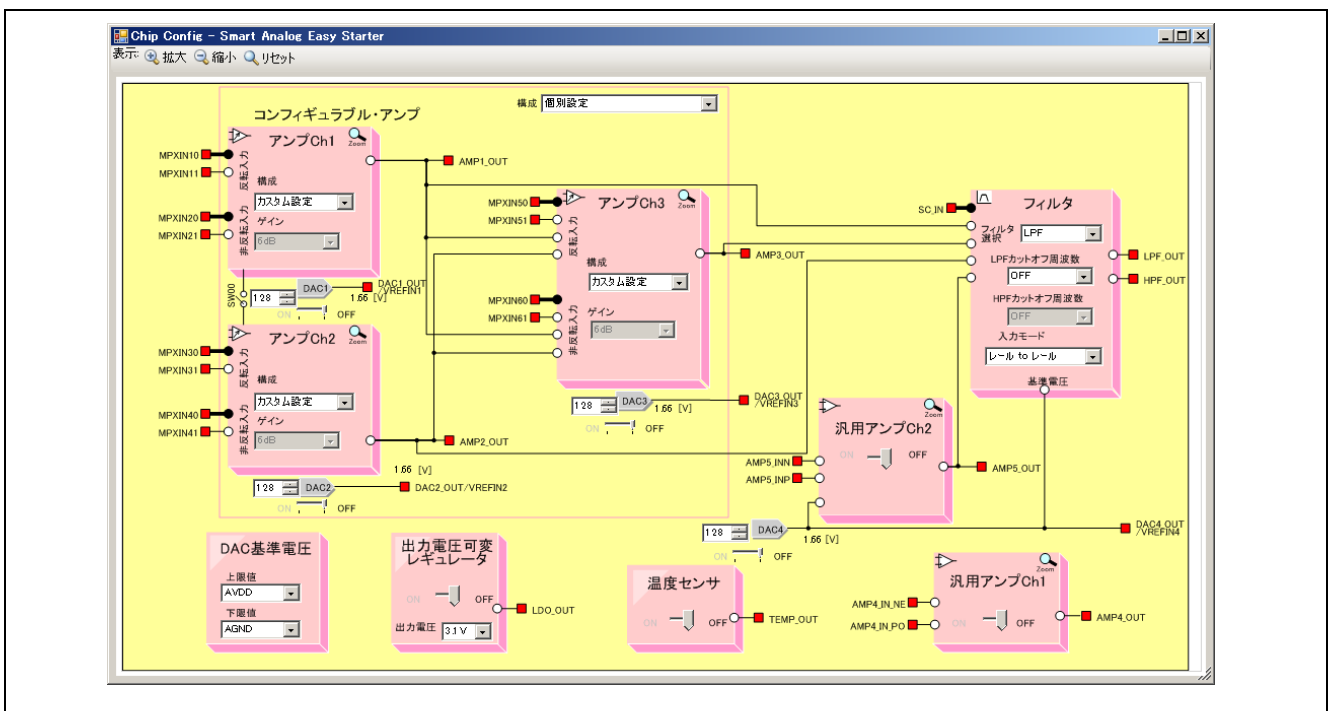 Chip Config - Smart Analog Easy Starter
表示: 拡大 縮小 リセット
構成 個別設定
コンフィギュラブル・アンプ
アンプCh1
Zoom
MPXIN10
MPXIN11
反転入力
構成
カスタム設定
MPXIN20
MPXIN21
非反転入力
ゲイン
6dB
AMP1_OUT
SW00
128
DAC1
DAC1_OUT
/VREFIN1
1.66 [V]
ON OFF
アンプCh2
Zoom
MPXIN30
MPXIN31
反転入力
構成
カスタム設定
MPXIN40
MPXIN41
非反転入力
ゲイン
6dB
AMP2_OUT
1.66 [V]
128
DAC2
DAC2_OUT/VREFIN2
ON OFF
アンプCh3
Zoom
MPXIN50
MPXIN51
反転入力
構成
カスタム設定
MPXIN60
MPXIN61
非反転入力
ゲイン
6dB
AMP3_OUT
128
DAC3
1.66 [V]
DAC3_OUT
/VREFIN3
ON OFF
フィルタ
SC_IN
フィルタ
選択
LPF
LPFカットオフ周波数
OFF
HPFカットオフ周波数
OFF
入力モード
レール to レール
基準電圧
LPF_OUT
HPF_OUT
汎用アンプCh2
Zoom
ON OFF
AMP5_INN
AMP5_INP
AMP5_OUT
128
DAC4
1.66 [V]
DAC4_OUT
/VREFIN4
ON OFF
DAC基準電圧
上限値
AVDD
下限値
AGND
出力電圧可変
レギュレータ
ON OFF
出力電圧 3.1 V
LDO_OUT
温度センサ
ON OFF
TEMP_OUT
汎用アンプCh1
Zoom
AMP4_IN_NE
AMP4_IN_PO
ON OFF
AMP4_OUT